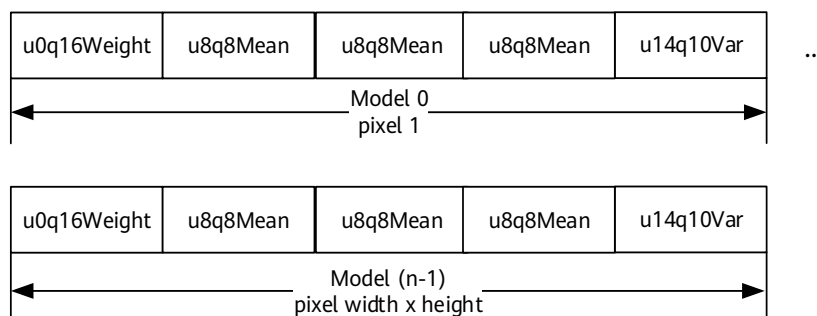 u0q16Weight u8q8Mean u8q8Mean u8q8Mean u14q10Var ..
Model 0
pixel 1
u0q16Weight u8q8Mean u8q8Mean u8q8Mean u14q10Var
Model (n-1)
pixel width x height